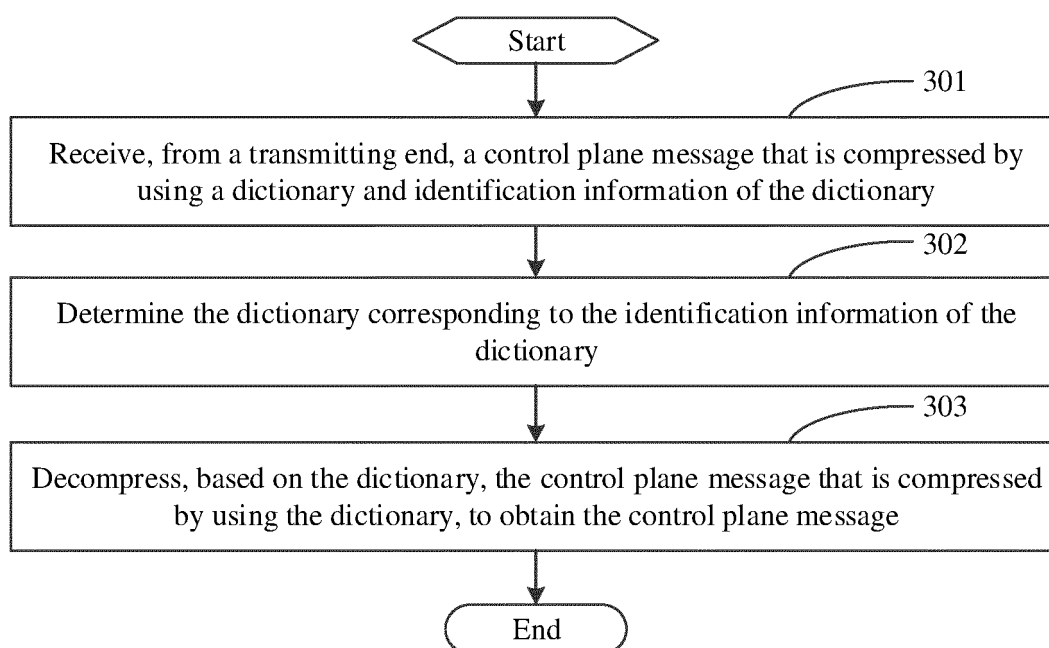 Start
301
Receive, from a transmitting end, a control plane message that is compressed by
using a dictionary and identification information of the dictionary
302
Determine the dictionary corresponding to the identification information of the
dictionary
303
Decompress, based on the dictionary, the control plane message that is compressed
by using the dictionary, to obtain the control plane message
End